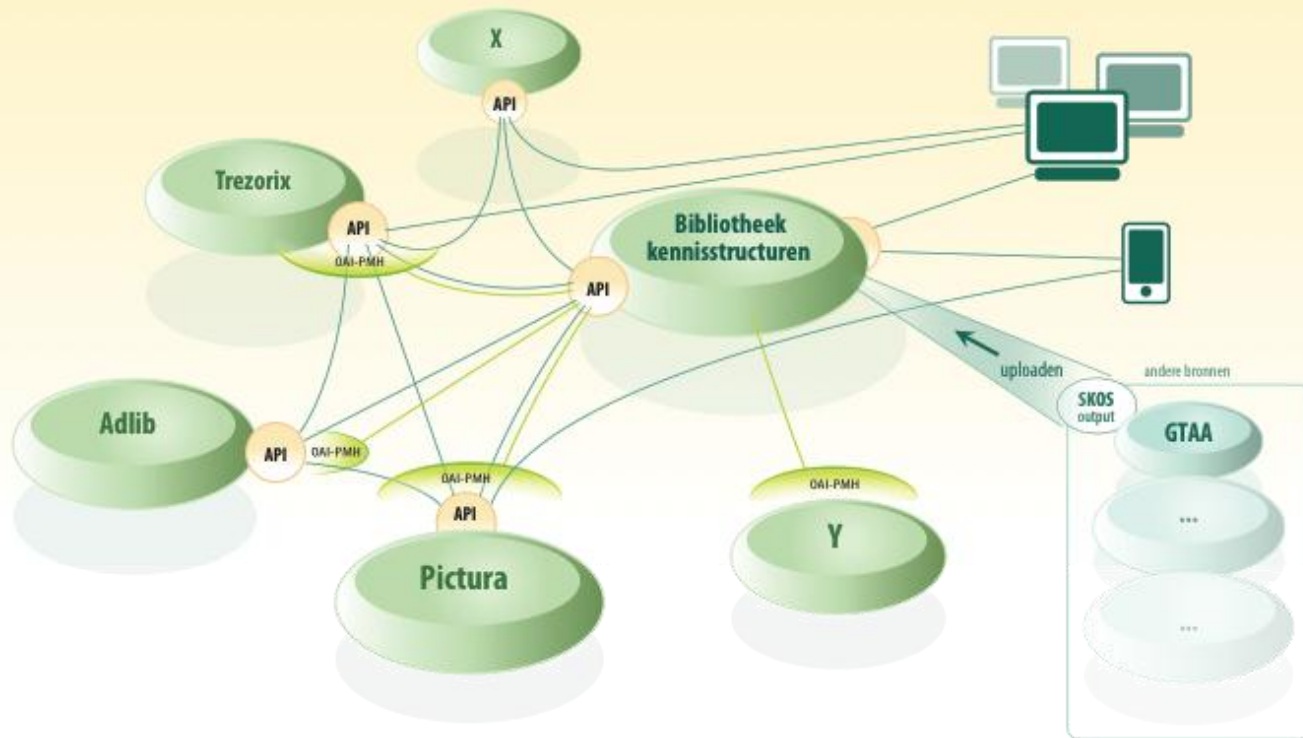 X
API
Trezorix
API
OAI-PMH
Bibliotheek
kennisstructuren
API
uploaden
andere bronnen
SKOS
output
GTAA
...
...
Adlib
API
OAI-PMH
OAI-PMH
API
Pictura
OAI-PMH
Y